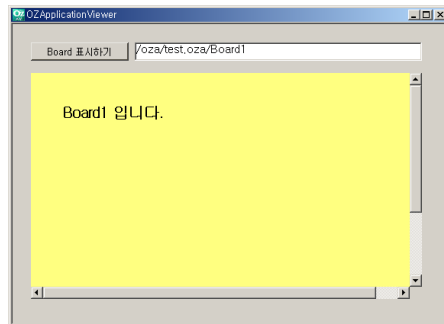 OZApplicationViewer
Board 표시하기 /oza/test.oza/Board1
Board1 입니다.